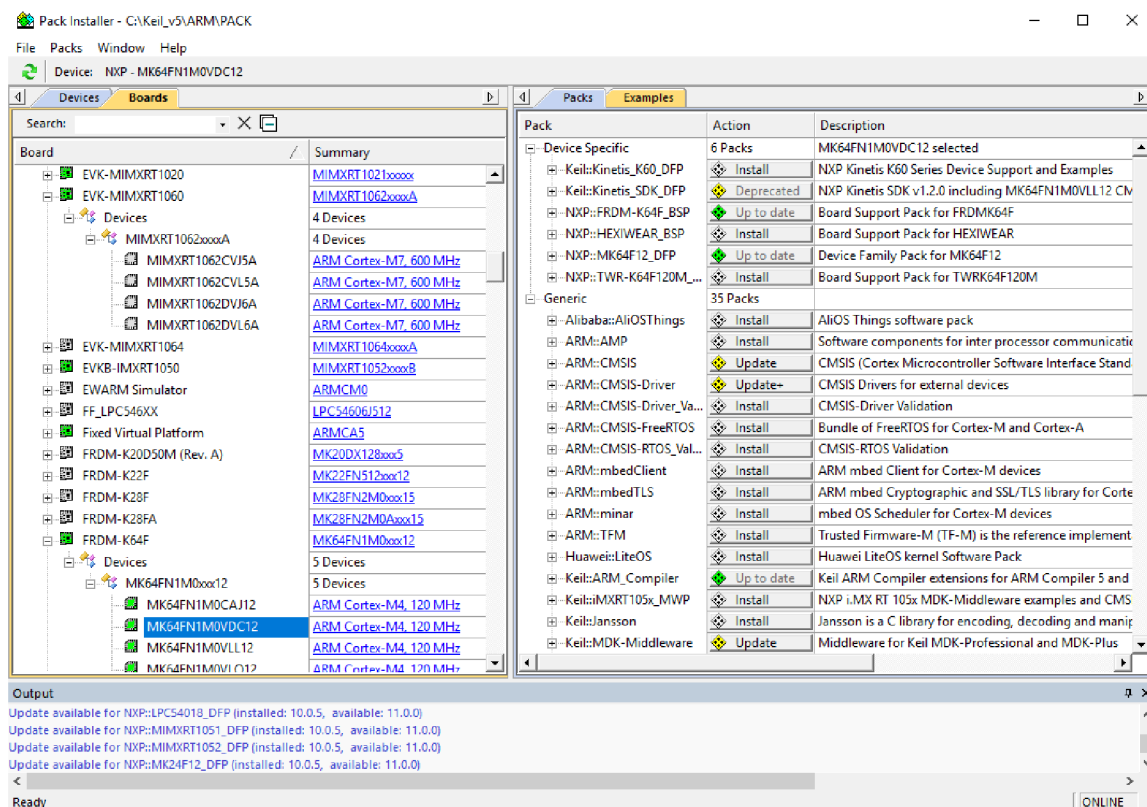 Pack Installer - C:\Keil_v5\ARM\PACK
File Packs Window Help
Device: NXP - MK64FN1M0VDC12
Devices Boards
Search:
Board Summary
EVK-MIMXRT1020 MIMXRT1021xxxxx
EVK-MIMXRT1060 MIMXRT1062xxxxA
Devices 4 Devices
MIMXRT1062xxxxA 4 Devices
MIMXRT1062CVJ5A ARM Cortex-M7, 600 MHz
MIMXRT1062CVL5A ARM Cortex-M7, 600 MHz
MIMXRT1062DVJ6A ARM Cortex-M7, 600 MHz
MIMXRT1062DVL6A ARM Cortex-M7, 600 MHz
EVK-MIMXRT1064 MIMXRT1064xxxxA
EVKB-IMXRT1050 MIMXRT1052xxxxB
EWARM Simulator ARMCM0
FF_LPC546XX LPC54606J512
Fixed Virtual Platform ARMCA5
FRDM-K20D50M (Rev. A) MK20DX128xxx5
FRDM-K22F MK22FN512xxx12
FRDM-K28F MK28FN2M0xxx15
FRDM-K28FA MK28FN2M0Axxx15
FRDM-K64F MK64FN1M0xxx12
Devices 5 Devices
MK64FN1M0xxx12 5 Devices
MK64FN1M0CAJ12 ARM Cortex-M4, 120 MHz
MK64FN1M0VDC12 ARM Cortex-M4, 120 MHz
MK64FN1M0VLL12 ARM Cortex-M4, 120 MHz
MK64FN1M0VLQ12 ARM Cortex-M4, 120 MHz
Packs Examples
Pack Action Description
Device Specific 6 Packs MK64FN1M0VDC12 selected
Keil::Kinetis_K60_DFP Install NXP Kinetis K60 Series Device Support and Examples
Keil::Kinetis_SDK_DFP Deprecated NXP Kinetis SDK v1.2.0 including MK64FN1M0VLL12 CM
NXP::FRDM-K64F_BSP Up to date Board Support Pack for FRDMK64F
NXP::HEXIWEAR_BSP Install Board Support Pack for HEXIWEAR
NXP::MK64F12_DFP Up to date Device Family Pack for MK64F12
NXP::TWR-K64F120M_... Install Board Support Pack for TWRK64F120M
Generic 35 Packs
Alibaba::AliOSThings Install AliOS Things software pack
ARM::AMP Install Software components for inter processor communicatio
ARM::CMSIS Update CMSIS (Cortex Microcontroller Software Interface Stand
ARM::CMSIS-Driver Update+ CMSIS Drivers for external devices
ARM::CMSIS-Driver_Va... Install CMSIS-Driver Validation
ARM::CMSIS-FreeRTOS Install Bundle of FreeRTOS for Cortex-M and Cortex-A
ARM::CMSIS-RTOS_Val... Install CMSIS-RTOS Validation
ARM::mbedClient Install ARM mbed Client for Cortex-M devices
ARM::mbedTLS Install ARM mbed Cryptographic and SSL/TLS library for Corte
ARM::minar Install mbed OS Scheduler for Cortex-M devices
ARM::TFM Install Trusted Firmware-M (TF-M) is the reference implement
Huawei::LiteOS Install Huawei LiteOS kernel Software Pack
Keil::ARM_Compiler Up to date Keil ARM Compiler extensions for ARM Compiler 5 and
Keil::iMXRT105x_MWP Install NXP i.MX RT 105x MDK-Middleware examples and CMS
Keil::Jansson Install Jansson is a C library for encoding, decoding and manip
Keil::MDK-Middleware Update Middleware for Keil MDK-Professional and MDK-Plus
Output
Update available for NXP::LPC54018_DFP (installed: 10.0.5, available: 11.0.0)
Update available for NXP::MIMXRT1051_DFP (installed: 10.0.5, available: 11.0.0)
Update available for NXP::MIMXRT1052_DFP (installed: 10.0.5, available: 11.0.0)
Update available for NXP::MK24F12_DFP (installed: 10.0.5, available: 11.0.0)
Ready ONLINE